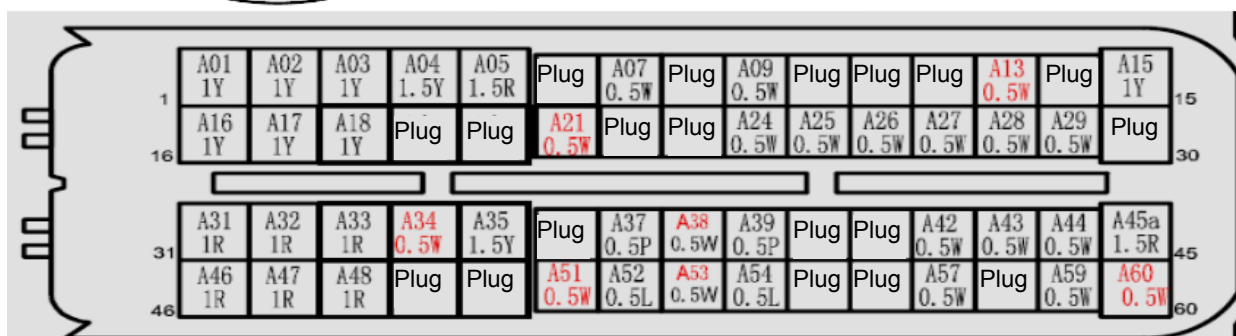 A01 A02 A03 A04 A05 Plug A07 Plug A09 Plug Plug Plug A13 Plug A15
1 1Y 1Y 1Y 1.5Y 1.5R 0.5W 0.5W 0.5W 1Y 15
A16 A17 A18 Plug Plug A21 Plug Plug A24 A25 A26 A27 A28 A29 Plug
16 1Y 1Y 1Y 0.5W 0.5W 0.5W 0.5W 0.5W 0.5W 0.5W 30
A31 A32 A33 A34 A35 Plug A37 A38 A39 Plug Plug A42 A43 A44 A45a
31 1R 1R 1R 0.5W 1.5Y 0.5P 0.5W 0.5P 0.5W 0.5W 0.5W 1.5R 45
A46 A47 A48 Plug Plug A51 A52 A53 A54 Plug Plug A57 Plug A59 A60
46 1R 1R 1R 0.5W 0.5L 0.5W 0.5L 0.5W 0.5W 0.5W 60